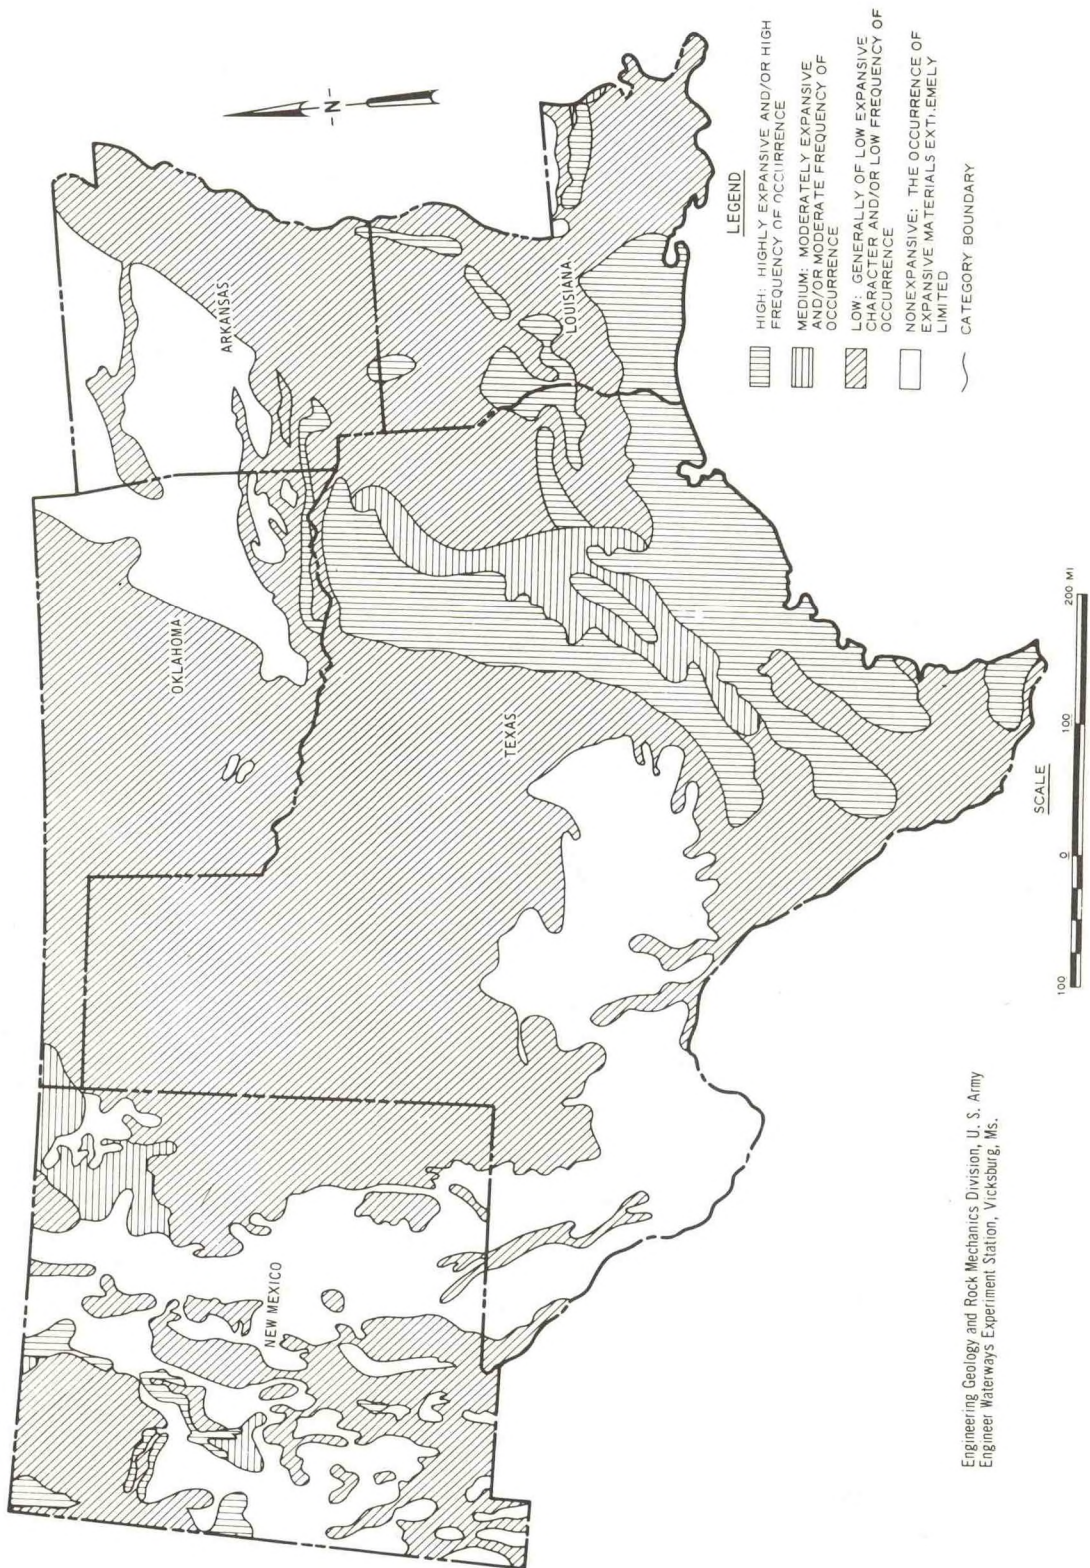 ARKANSAS
OKLAHOMA
LOUISIANA
TEXAS
NEW MEXICO
-N-
LEGEND
HIGH: HIGHLY EXPANSIVE AND/OR HIGH
FREQUENCY OF OCCURRENCE
MEDIUM: MODERATELY EXPANSIVE
AND/OR MODERATE FREQUENCY OF
OCCURRENCE
LOW: GENERALLY OF LOW EXPANSIVE
CHARACTER AND/OR LOW FREQUENCY OF
OCCURRENCE
NONEXPANSIVE: THE OCCURRENCE OF
EXPANSIVE MATERIALS EXTREMELY
LIMITED
CATEGORY BOUNDARY
SCALE
100 0 100 200 MI
Engineering Geology and Rock Mechanics Division, U. S. Army
Engineer Waterways Experiment Station, Vicksburg, Ms.